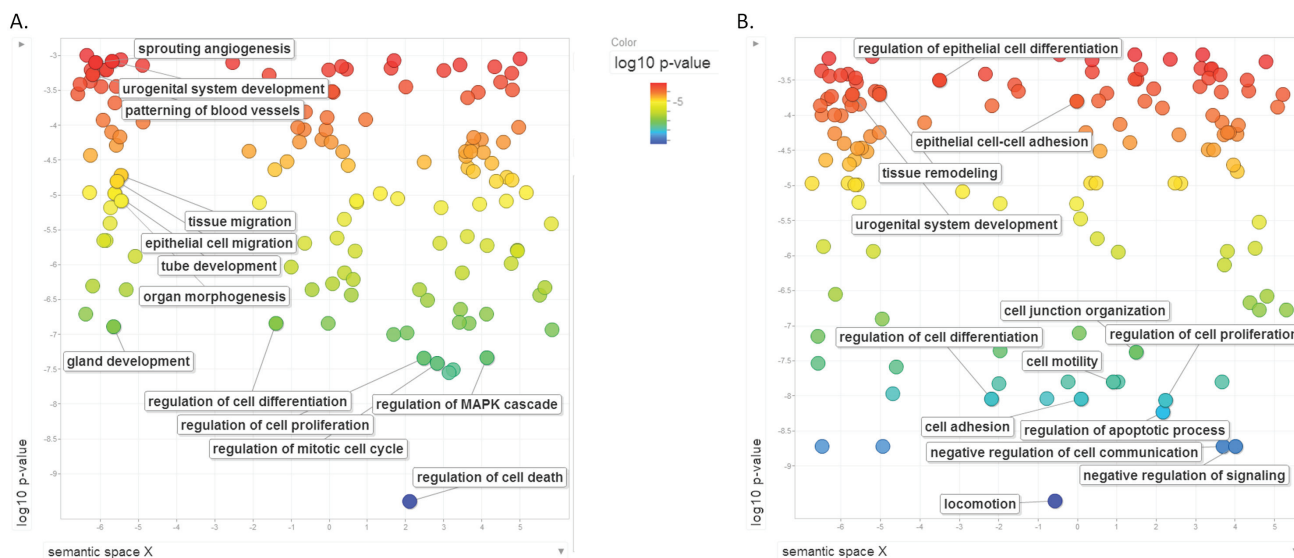 A.
log10 p-value
-3
-3.5
-4
-4.5
-5
-5.5
-6
-6.5
-7
-7.5
-8
-8.5
-9
sprouting angiogenesis
urogenital system development
patterning of blood vessels
tissue migration
epithelial cell migration
tube development
organ morphogenesis
gland development
regulation of cell differentiation
regulation of MAPK cascade
regulation of cell proliferation
regulation of mitotic cell cycle
regulation of cell death
-6 -5 -4 -3 -2 -1 0 1 2 3 4 5
semantic space X
Color
log10 p-value
-5
B.
log10 p-value
-3.5
-4
-4.5
-5
-5.5
-6
-6.5
-7
-7.5
-8
-8.5
-9
regulation of epithelial cell differentiation
epithelial cell-cell adhesion
tissue remodeling
urogenital system development
cell junction organization
regulation of cell differentiation
regulation of cell proliferation
cell motility
cell adhesion
regulation of apoptotic process
negative regulation of cell communication
negative regulation of signaling
locomotion
-6 -5 -4 -3 -2 -1 0 1 2 3 4 5
semantic space X